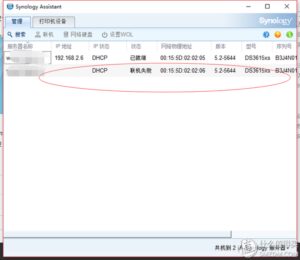 Synology Assistant
管理 打印机设备 Synology
搜索 联机 网络硬盘 设置WOL
服务器名称 IP 地址 IP 状态 状态 网络物理地址 版本 型号 序列号
192.168.2.6 DHCP 已就绪 00:15:5D:02:02:05 5.2-5644 DS3615xs B3J4N01
DHCP 联机失败 00:15:5D:02:02:06 5.2-5644 DS3615xs B3J4N01
共找到 2
什么值得买